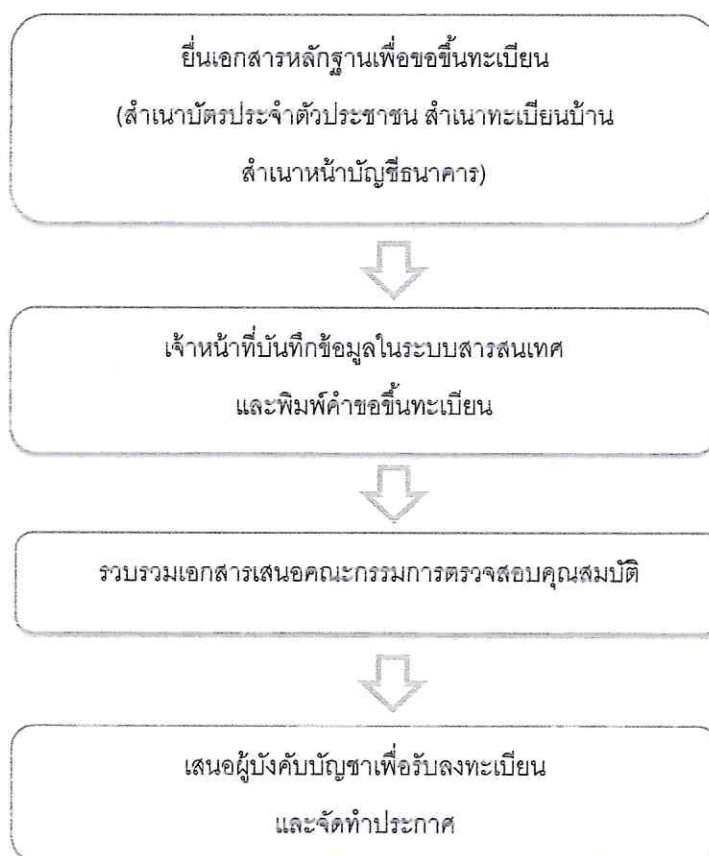 ยื่นเอกสารหลักฐานเพื่อขอขึ้นทะเบียน
(สำเนาบัตรประจำตัวประชาชน สำเนาทะเบียนบ้าน
สำเนาหน้าบัญชีธนาคาร)
เจ้าหน้าที่บันทึกข้อมูลในระบบสารสนเทศ
และพิมพ์คำขอขึ้นทะเบียน
รวบรวมเอกสารเสนอคณะกรรมการตรวจสอบคุณสมบัติ
เสนอผู้บังคับบัญชาเพื่อรับลงทะเบียน
และจัดทำประกาศ